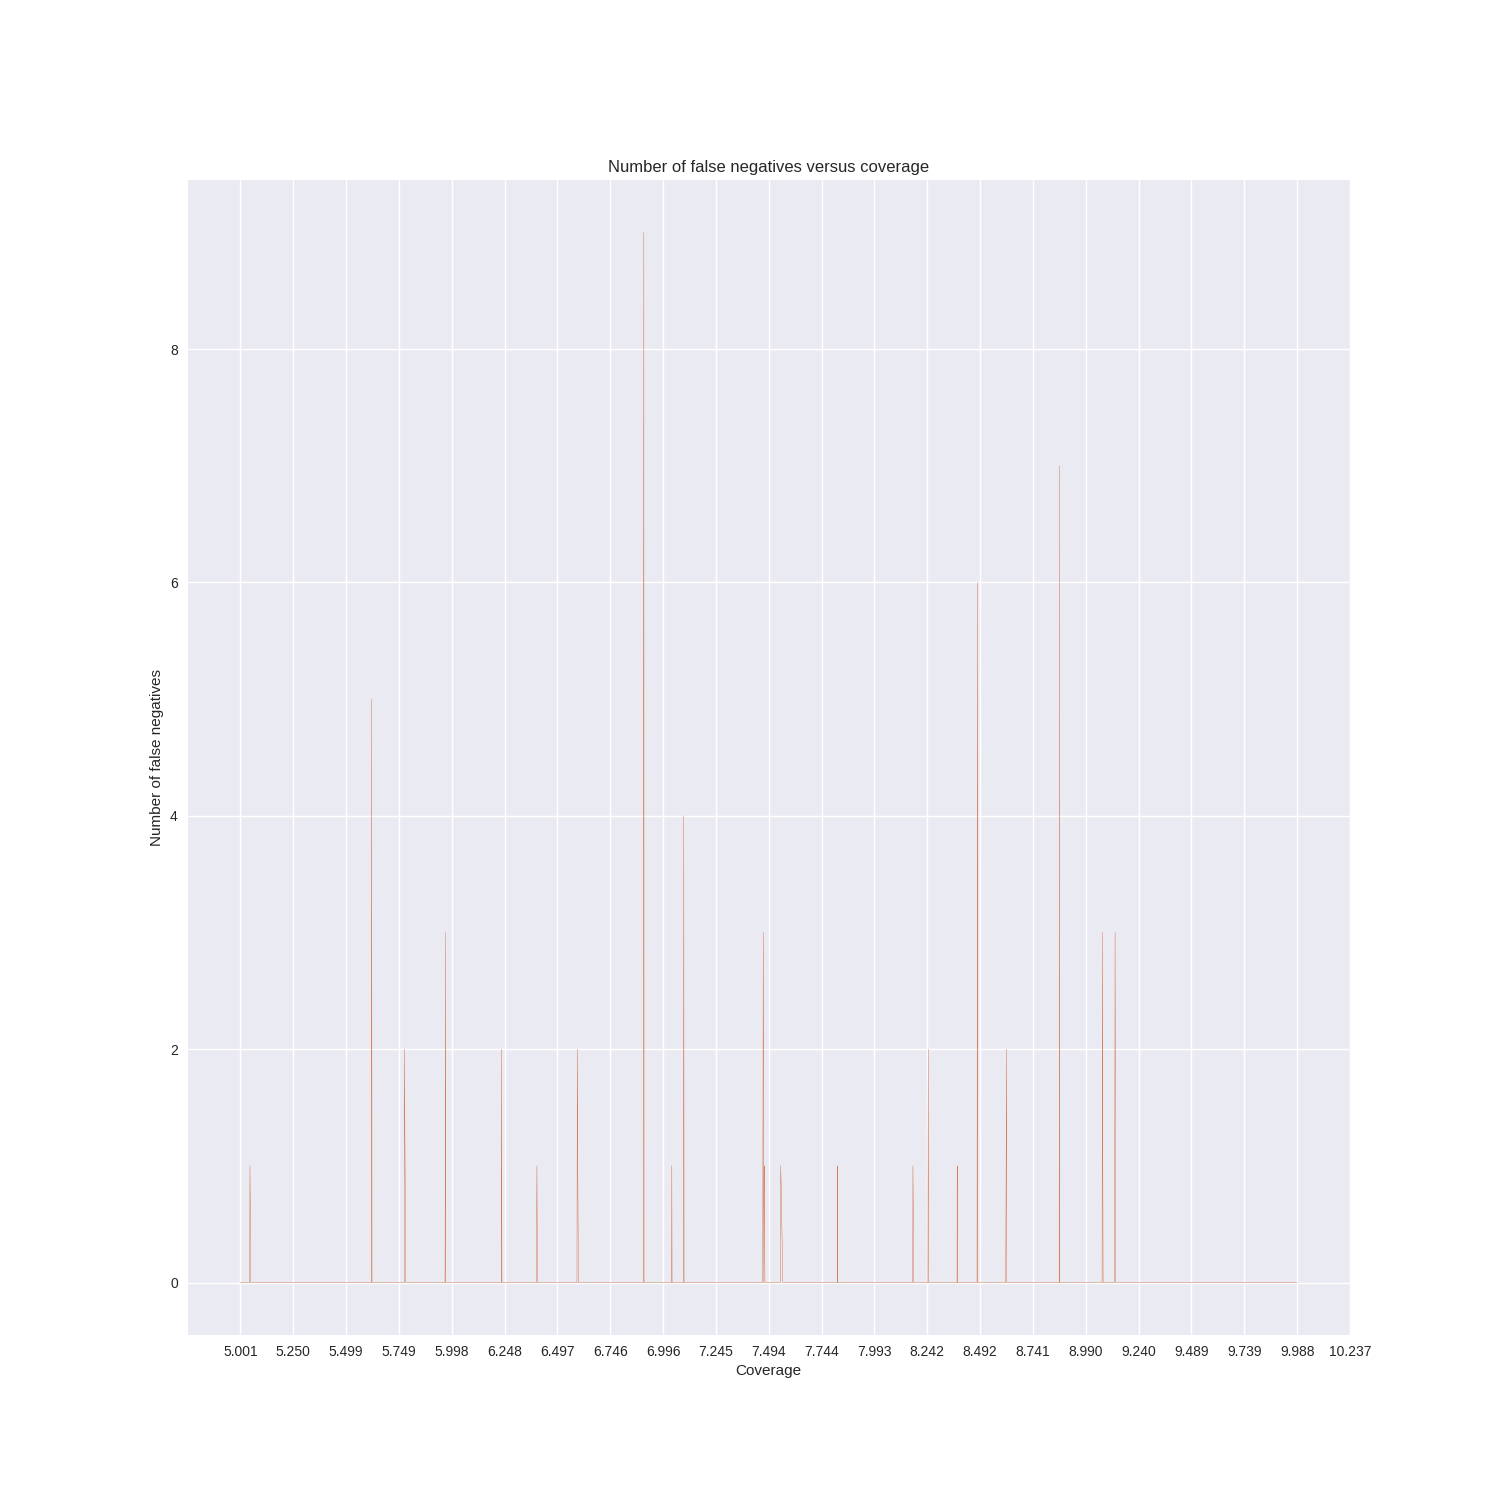 Number of false negatives versus coverage
8
6
4
2
0
Number of false negatives
5.001 5.250 5.499 5.749 5.998 6.248 6.497 6.746 6.996 7.245 7.494 7.744 7.993 8.242 8.492 8.741 8.990 9.240 9.489 9.739 9.988 10.237
Coverage